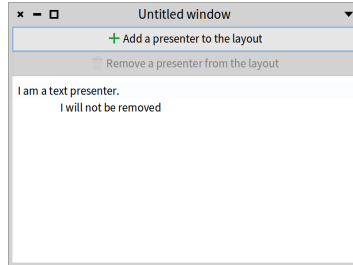 Untitled window
Add a presenter to the layout
Remove a presenter from the layout
I am a text presenter.
I will not be removed